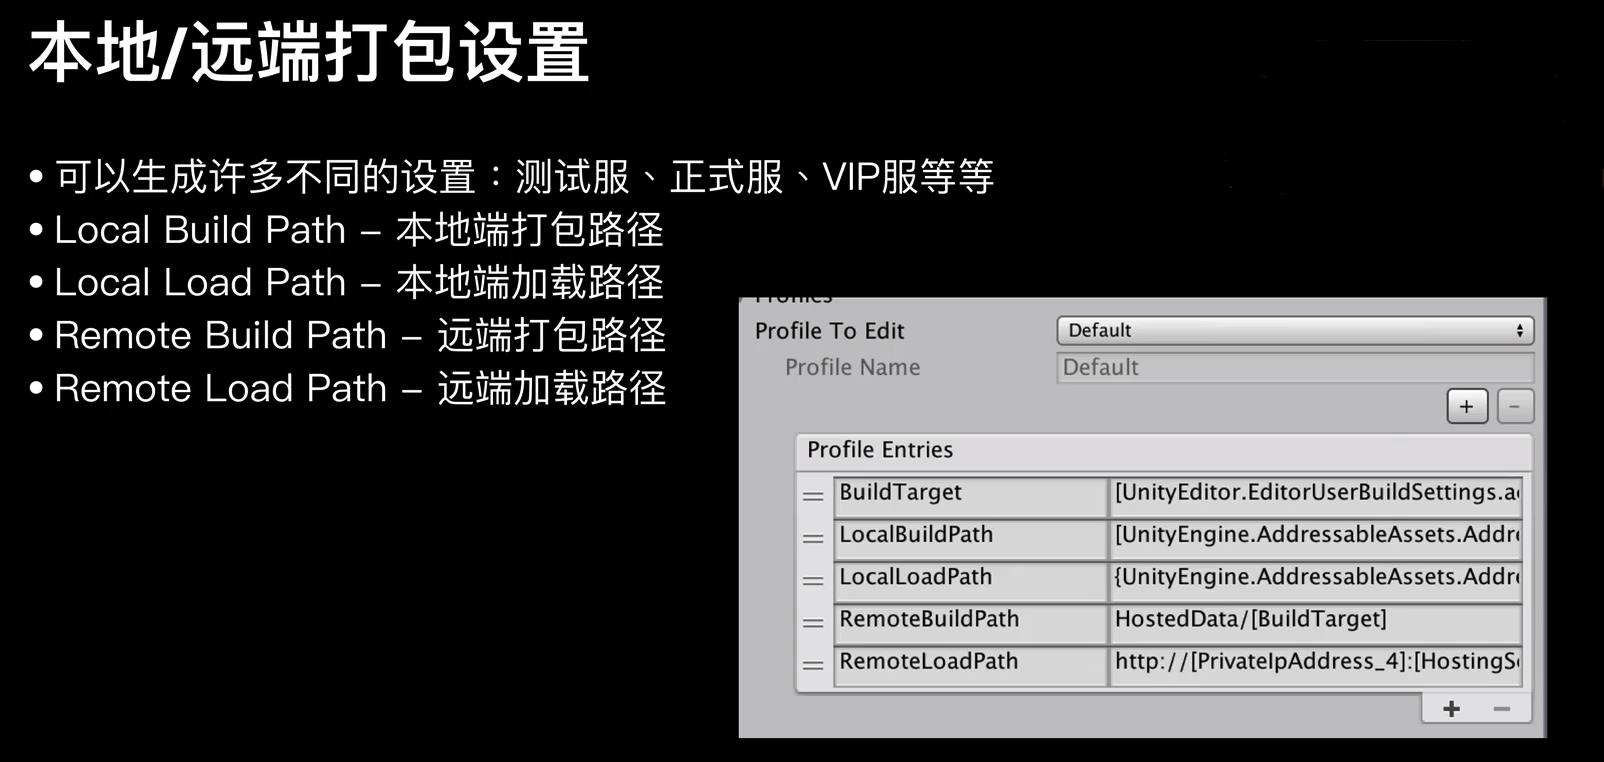 本地/远端打包设置
• 可以生成许多不同的设置：测试服、正式服、VIP服等等
• Local Build Path – 本地端打包路径
• Local Load Path – 本地端加载路径
• Remote Build Path – 远端打包路径
• Remote Load Path – 远端加载路径
Profiles
Profile To Edit Default
Profile Name Default
+ −
Profile Entries
BuildTarget [UnityEditor.EditorUserBuildSettings.a
LocalBuildPath [UnityEngine.AddressableAssets.Addr
LocalLoadPath {UnityEngine.AddressableAssets.Addr
RemoteBuildPath HostedData/[BuildTarget]
RemoteLoadPath http://[PrivateIpAddress_4]:[HostingS
+ −